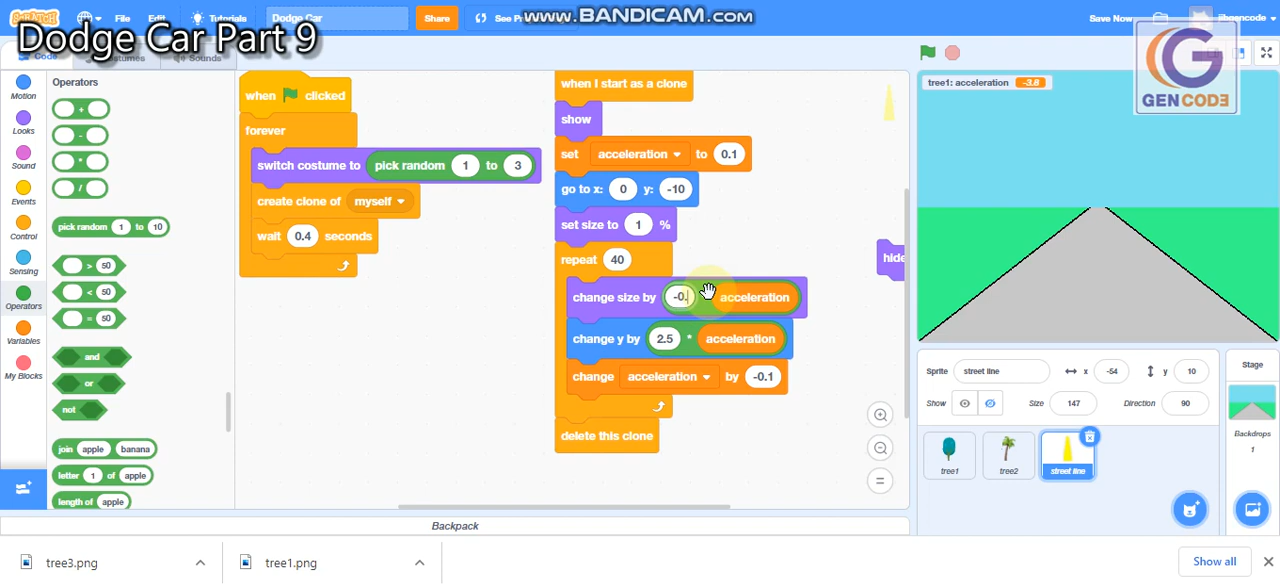 SCRATCH
File
Edit
Tutorials
Dodge Car
Share
See Pr
www.BANDICAM.com
Save Now
jibgencode
Dodge Car Part 9
GENCODE
Code
Costumes
Sounds
Motion
Looks
Sound
Events
Control
Sensing
Operators
Variables
My Blocks
Operators
+
-
*
/
pick random 1 to 10
> 50
< 50
= 50
and
or
not
join apple banana
letter 1 of apple
length of apple
when clicked
forever
switch costume to pick random 1 to 3
create clone of myself
wait 0.4 seconds
when I start as a clone
show
set acceleration to 0.1
go to x: 0 y: -10
set size to 1 %
repeat 40
change size by -0. acceleration
change y by 2.5 * acceleration
change acceleration by -0.1
delete this clone
hide
tree1: acceleration -3.8
Sprite street line x -54 y 10
Show Size 147 Direction 90
tree1
tree2
street line
Stage
Backdrops
1
Backpack
tree3.png
tree1.png
Show all